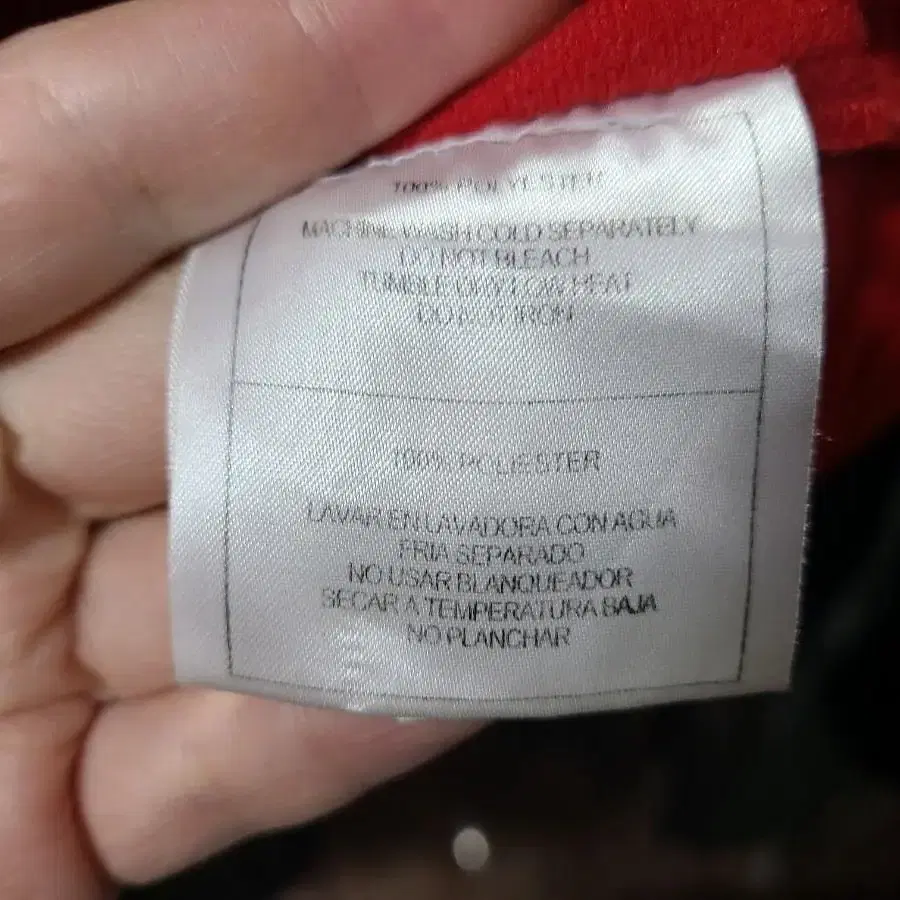 100% POLYESTER
MACHINE WASH COLD SEPARATELY
DO NOT BLEACH
TUMBLE DRY LOW HEAT
DO NOT IRON
100% POLIESTER
LAVAR EN LAVADORA CON AGUA
FRIA SEPARADO
NO USAR BLANQUEADOR
SECAR A TEMPERATURA BAJA
NO PLANCHAR